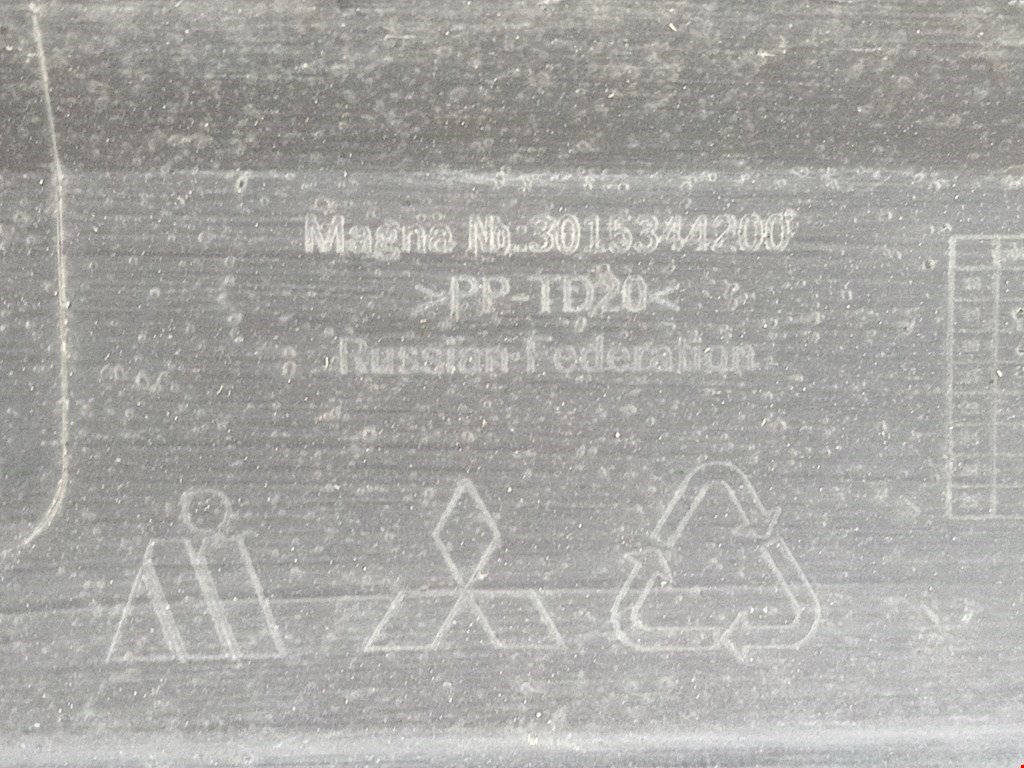 Magna No.:3015344200
>PP-TD20<
Russian Federation